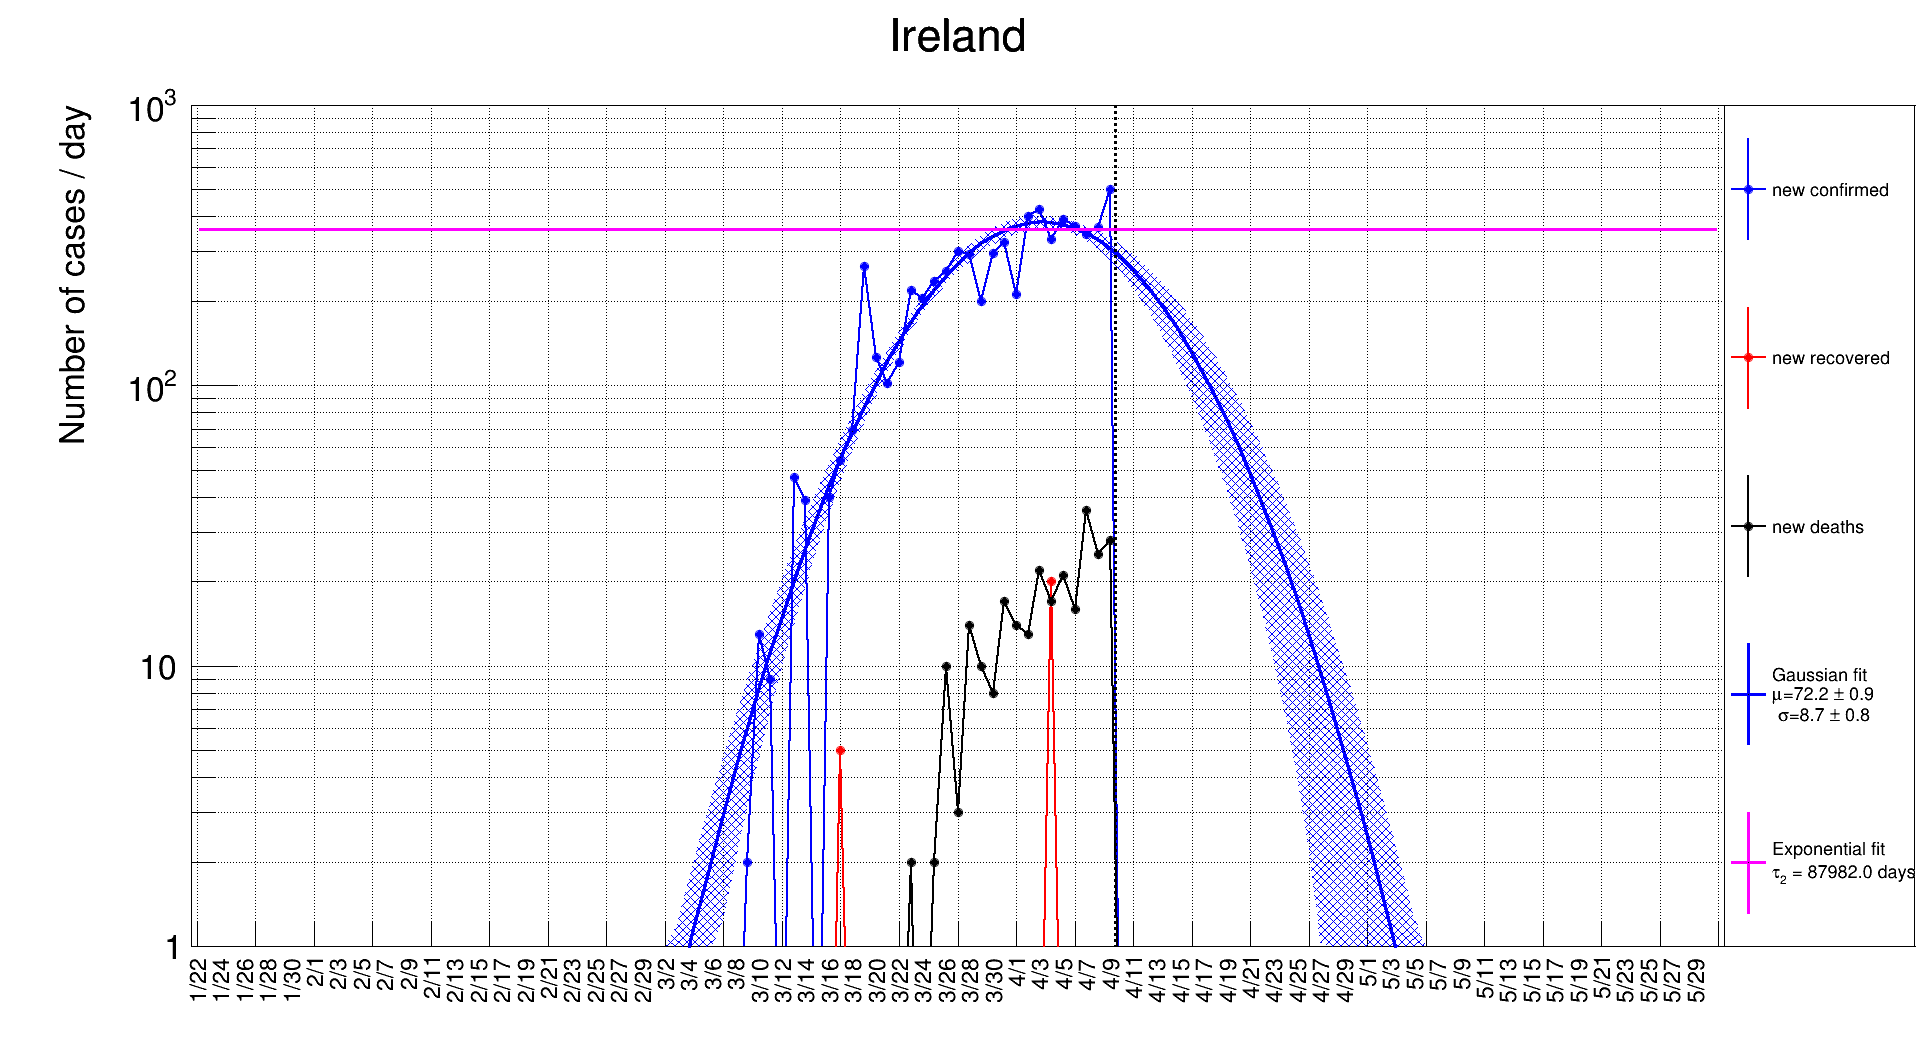 Ireland
Number of cases / day
10³
10²
10
1
1/22 1/24 1/26 1/28 1/30 2/1 2/3 2/5 2/7 2/9 2/11 2/13 2/15 2/17 2/19 2/21 2/23 2/25 2/27 2/29 3/2 3/4 3/6 3/8 3/10 3/12 3/14 3/16 3/18 3/20 3/22 3/24 3/26 3/28 3/30 4/1 4/3 4/5 4/7 4/9 4/11 4/13 4/15 4/17 4/19 4/21 4/23 4/25 4/27 4/29 5/1 5/3 5/5 5/7 5/9 5/11 5/13 5/15 5/17 5/19 5/21 5/23 5/25 5/27 5/29
new confirmed
new recovered
new deaths
Gaussian fit
μ=72.2 ± 0.9
σ=8.7 ± 0.8
Exponential fit
τ₂ = 87982.0 days